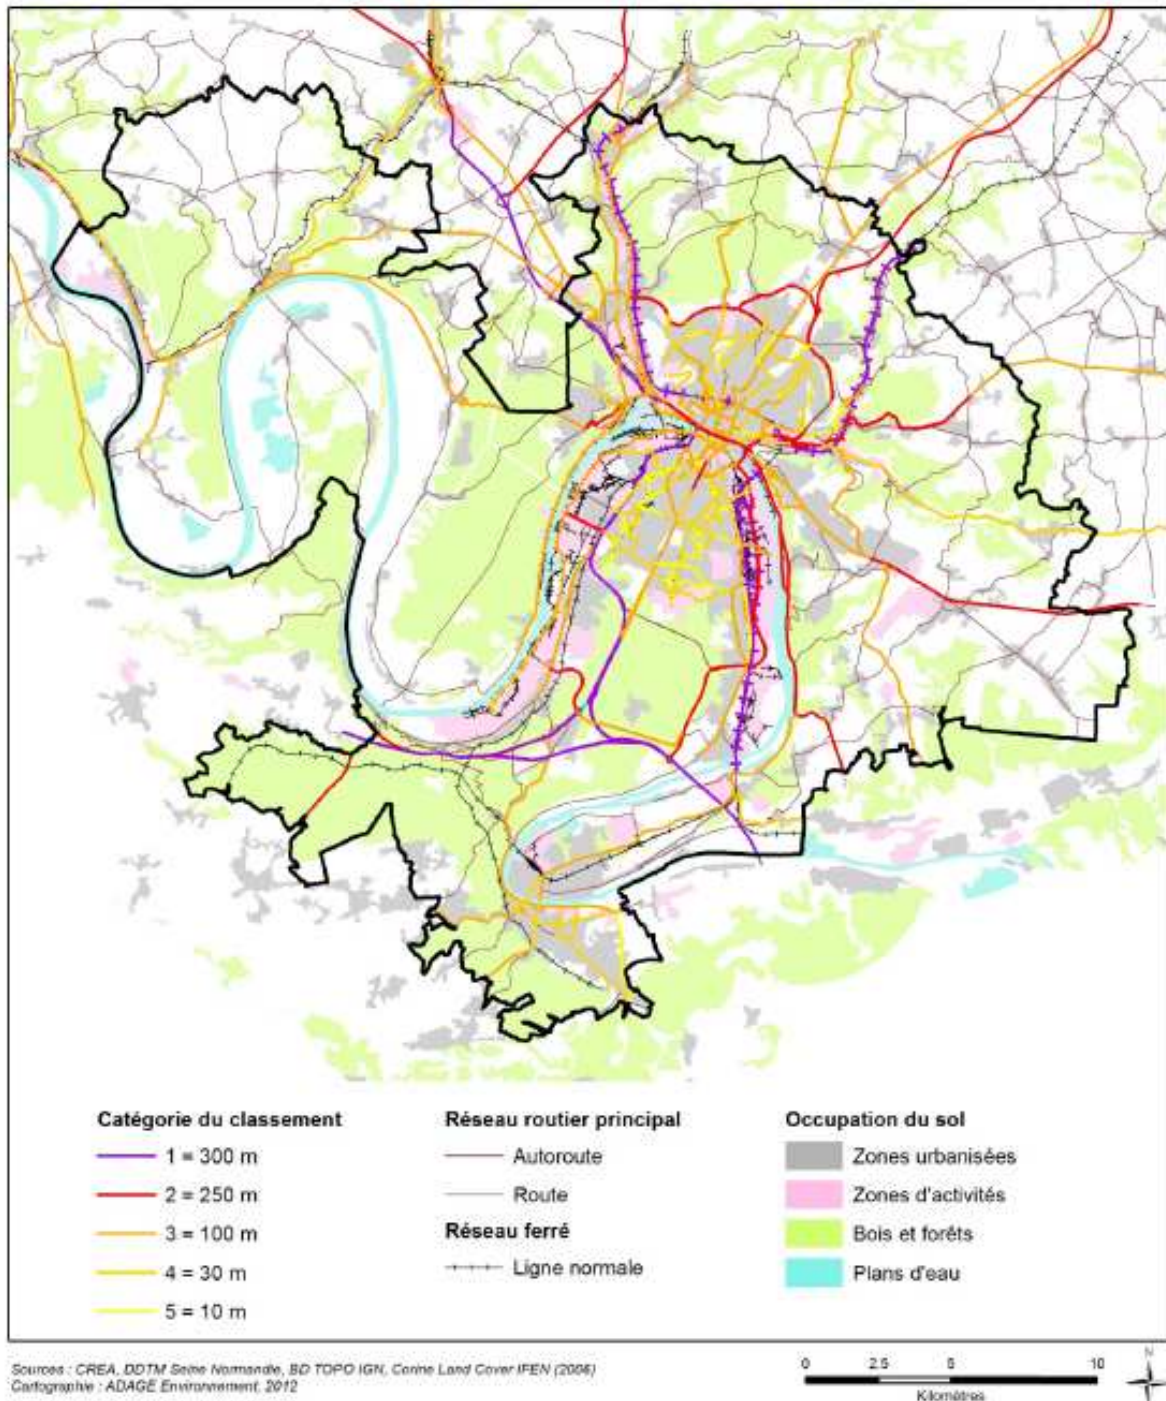 Catégorie du classement
1 = 300 m
2 = 250 m
3 = 100 m
4 = 30 m
5 = 10 m
Réseau routier principal
Autoroute
Route
Réseau ferré
Ligne normale
Occupation du sol
Zones urbanisées
Zones d'activités
Bois et forêts
Plans d'eau
Sources : CREA, DDTM Seine Normandie, BD TOPO IGN, Corine Land Cover IFEN (2006)
Cartographie : ADAGE Environnement, 2012
0 2.5 5 10
Kilomètres
N